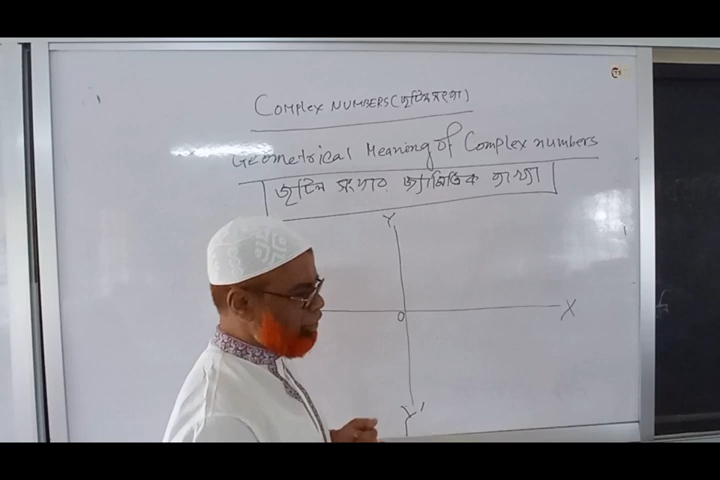 COMPLEX NUMBERS (জটিল সংখ্যা)
Geometrical Meaning of Complex numbers
জটিল সংখ্যার জ্যামিতিক ব্যাখ্যা
Y
O X
Y'